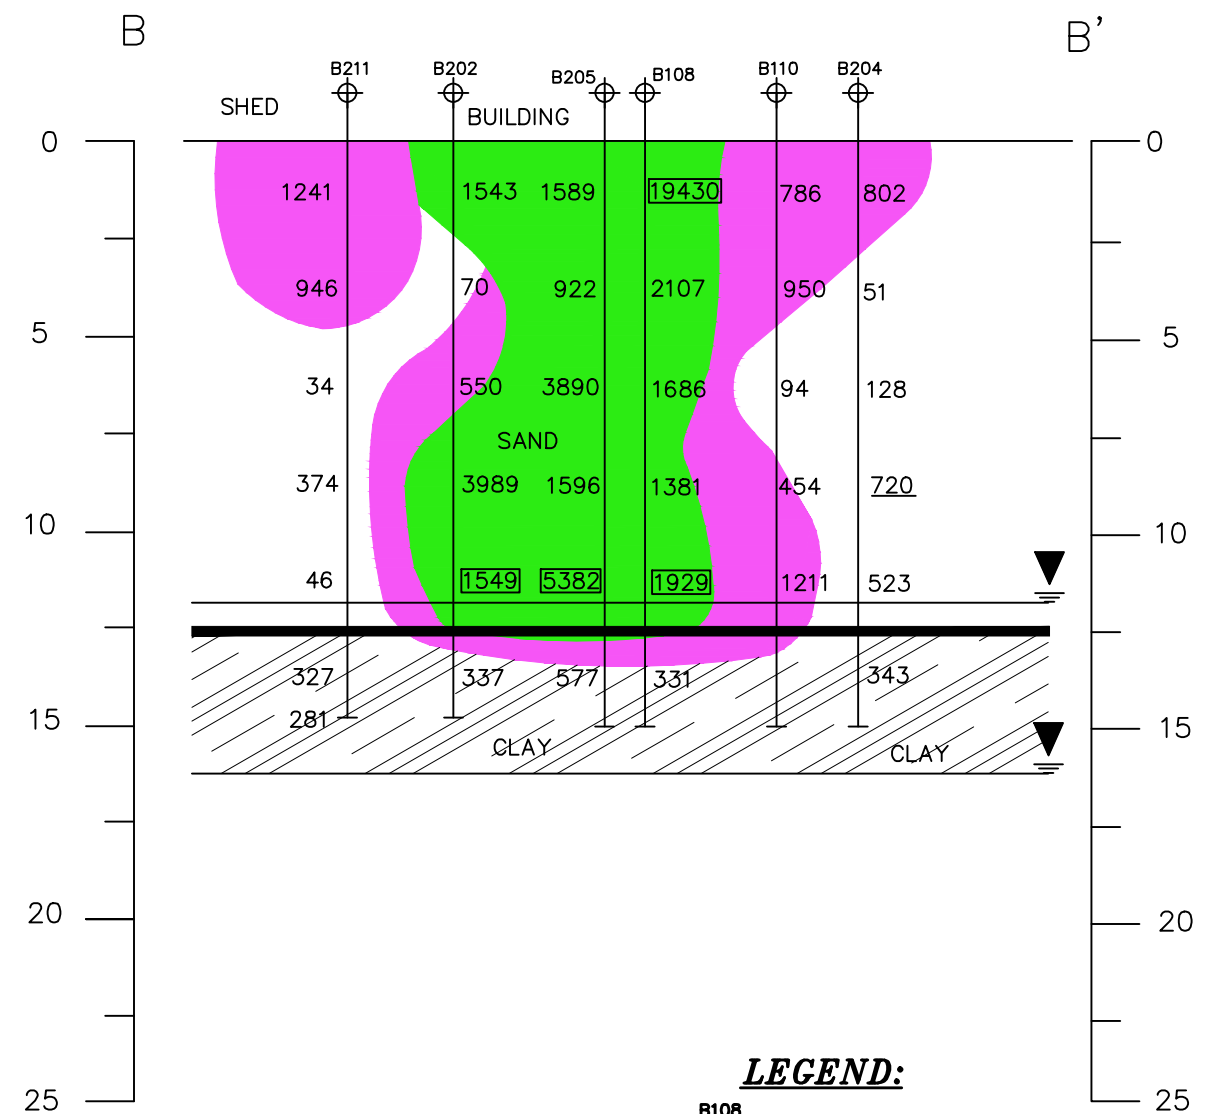 B B'
B211 B202 B205 B108 B110 B204
SHED BUILDING
0 0
1241 1543 1589 19430 786 802
946 70 922 2107 950 51
5 5
34 550 3890 1686 94 128
SAND
374 3989 1596 1381 454 720
10 10
46 1549 5382 1929 1211 523
327 337 577 331 343
15 281 15
CLAY CLAY
20 20
LEGEND:
25 B108 25